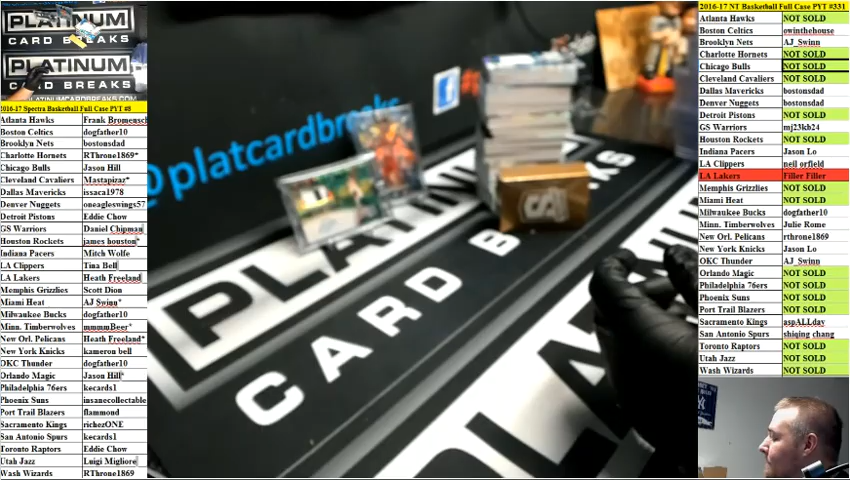 PLATINUM
CARD BREAKS
PLATINUM
CARD BREAKS
PLATINUMCARDBREAKS.COM
2016-17 Spectra Basketball Full Case PYT #8
Atlanta Hawks Frank Bromensch
Boston Celtics dogfather10
Brooklyn Nets bostonsdad
Charlotte Hornets RThrone1869*
Chicago Bulls Jason Hill
Cleveland Cavaliers Mastapizaz*
Dallas Mavericks issaca1978
Denver Nuggets oneagleswings57
Detroit Pistons Eddie Chow
GS Warriors Daniel Chipman
Houston Rockets james houston*
Indiana Pacers Mitch Wolfe
LA Clippers Tina Bell
LA Lakers Heath Freeland
Memphis Grizzlies Scott Dion
Miami Heat AJ Swinn*
Milwaukee Bucks dogfather10
Minn. Timberwolves mmmmBeer*
New Orl. Pelicans Heath Freeland*
New York Knicks kameron bell
OKC Thunder dogfather10
Orlando Magic Jason Hill*
Philadelphia 76ers kecards1
Phoenix Suns insanecollectable
Port Trail Blazers flammond
Sacramento Kings richezONE
San Antonio Spurs kecards1
Toronto Raptors Eddie Chow
Utah Jazz Luigi Migliore
Wash Wizards RThrone1869
@platcardbreaks
PLATINUM
CARD B KS
2016-17 NT Basketball Full Case PYT #331
Atlanta Hawks NOT SOLD
Boston Celtics owinthehouse
Brooklyn Nets AJ_Swinn
Charlotte Hornets NOT SOLD
Chicago Bulls NOT SOLD
Cleveland Cavaliers NOT SOLD
Dallas Mavericks bostonsdad
Denver Nuggets bostonsdad
Detroit Pistons NOT SOLD
GS Warriors mj23kb24
Houston Rockets NOT SOLD
Indiana Pacers Jason Lo
LA Clippers neil orfield
LA Lakers Filler Filler
Memphis Grizzlies NOT SOLD
Miami Heat NOT SOLD
Milwaukee Bucks dogfather10
Minn. Timberwolves Julie Rome
New Orl. Pelicans rthrone1869
New York Knicks Jason Lo
OKC Thunder AJ_Swinn
Orlando Magic NOT SOLD
Philadelphia 76ers NOT SOLD
Phoenix Suns NOT SOLD
Port Trail Blazers NOT SOLD
Sacramento Kings aspALLday
San Antonio Spurs shiqing chang
Toronto Raptors NOT SOLD
Utah Jazz NOT SOLD
Wash Wizards NOT SOLD